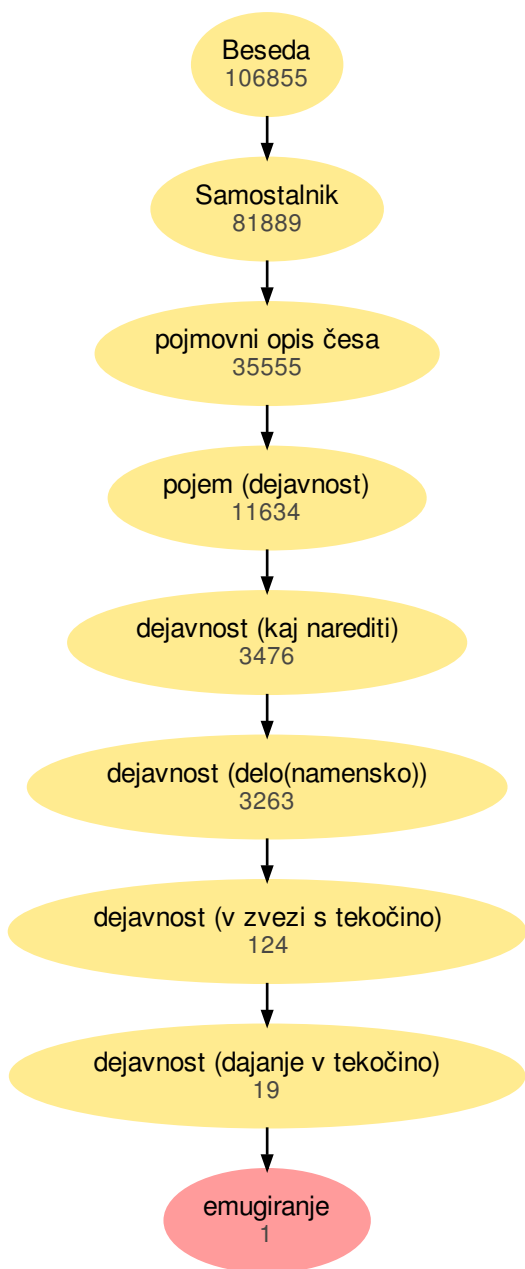 Beseda
106855
Samostalnik
81889
pojmovni opis česa
35555
pojem (dejavnost)
11634
dejavnost (kaj narediti)
3476
dejavnost (delo(namensko))
3263
dejavnost (v zvezi s tekočino)
124
dejavnost (dajanje v tekočino)
19
emugiranje
1